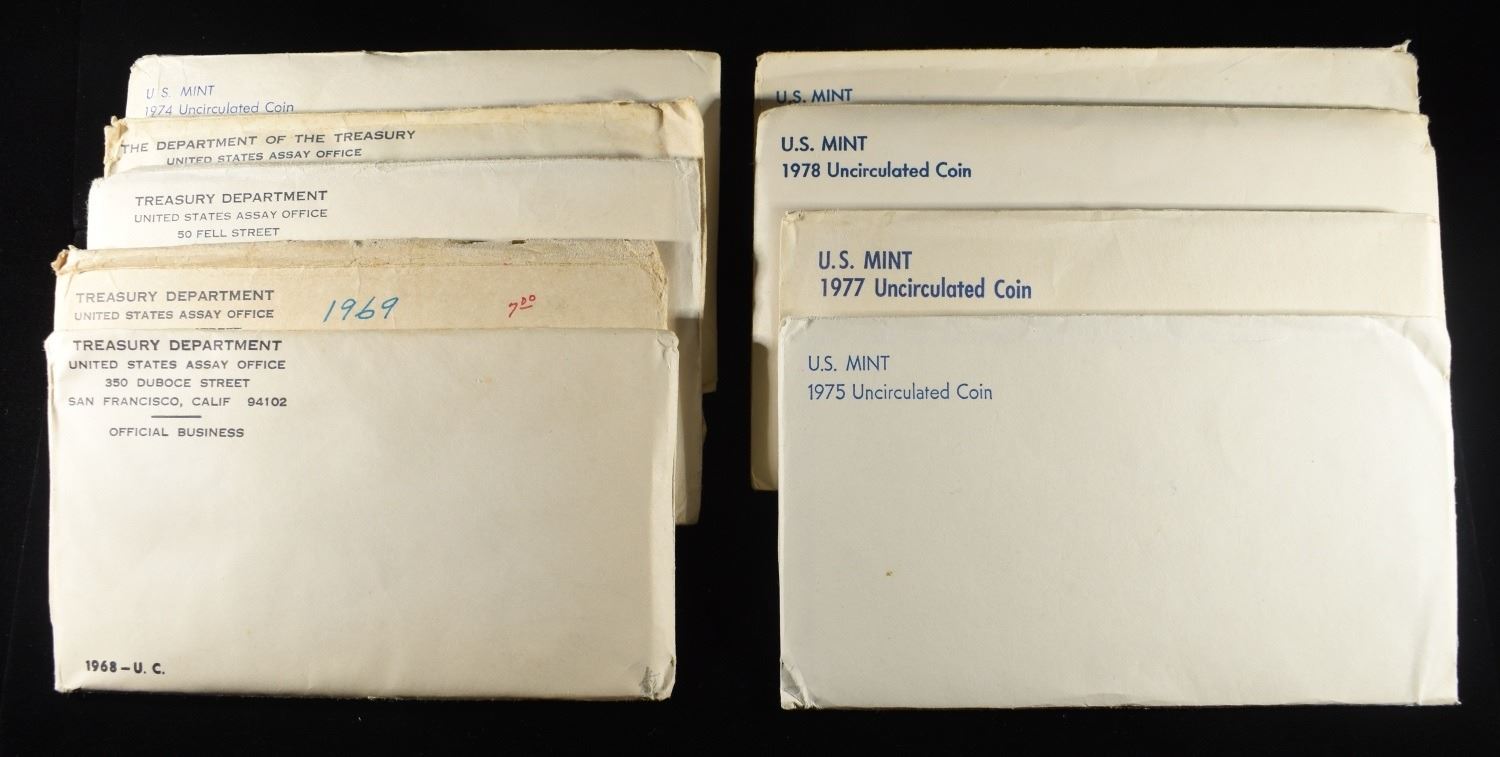 U.S. MINT
1974 Uncirculated Coin
THE DEPARTMENT OF THE TREASURY
UNITED STATES ASSAY OFFICE
TREASURY DEPARTMENT
UNITED STATES ASSAY OFFICE
50 FELL STREET
TREASURY DEPARTMENT
UNITED STATES ASSAY OFFICE
1969
7.00
TREASURY DEPARTMENT
UNITED STATES ASSAY OFFICE
350 DUBOCE STREET
SAN FRANCISCO, CALIF 94102
OFFICIAL BUSINESS
1968-U. C.
U.S. MINT
U.S. MINT
1978 Uncirculated Coin
U.S. MINT
1977 Uncirculated Coin
U.S. MINT
1975 Uncirculated Coin